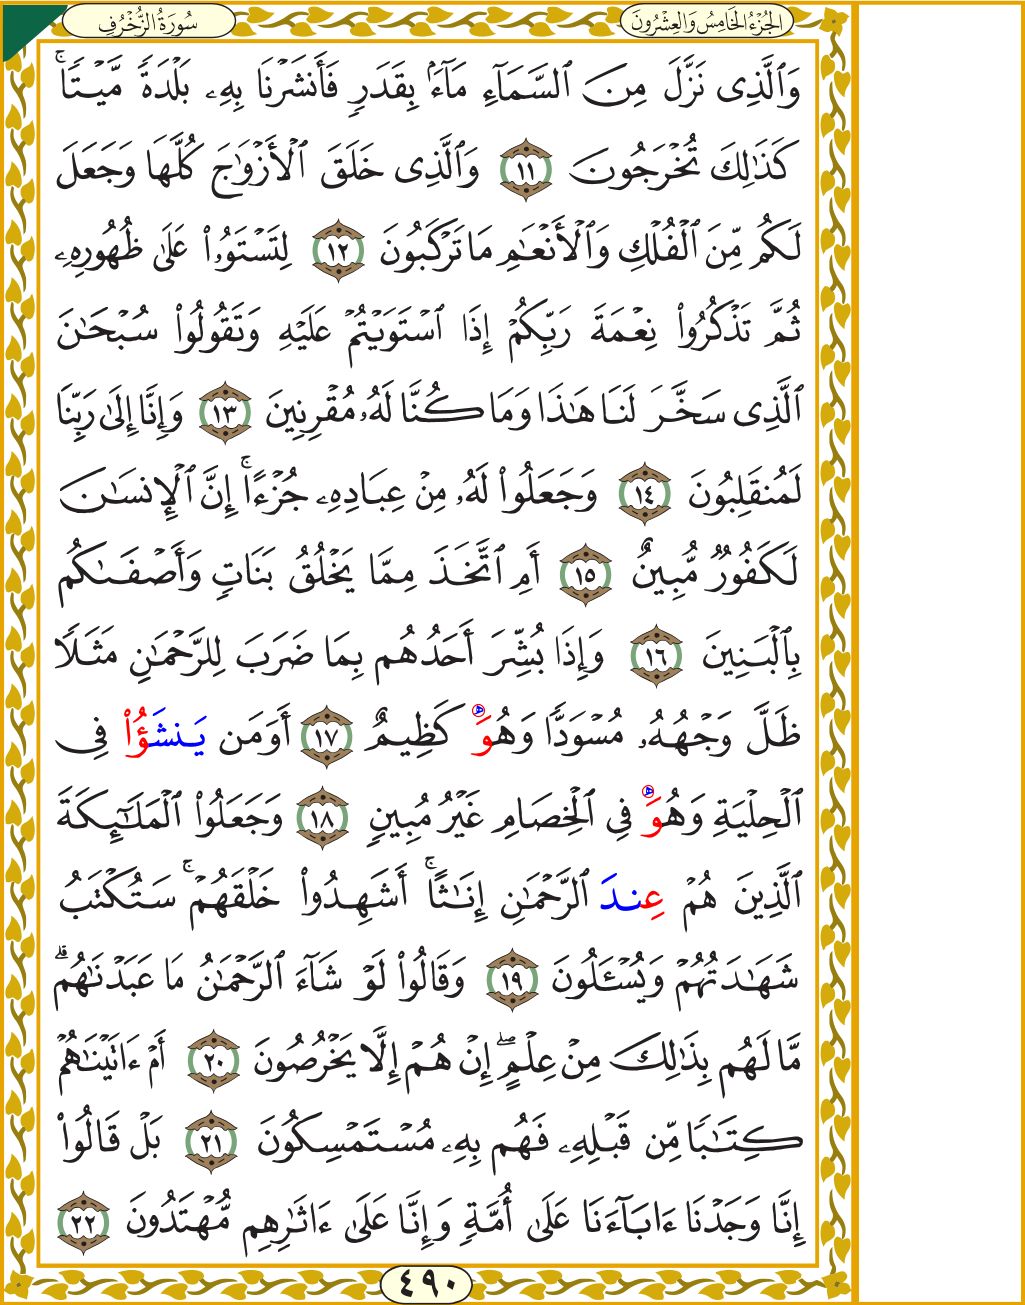 سُورَةُ الزُّخْرُفِ
الجُزْءُ الخَامِسُ وَالعِشْرُونَ
وَٱلَّذِى نَزَّلَ مِنَ ٱلسَّمَآءِ مَآءَۢ بِقَدَرٍ فَأَنشَرْنَا بِهِۦ بَلْدَةً مَّيْتًاۚ
كَذَٰلِكَ تُخْرَجُونَ ١١ وَٱلَّذِى خَلَقَ ٱلْأَزْوَٰجَ كُلَّهَا وَجَعَلَ
لَكُم مِّنَ ٱلْفُلْكِ وَٱلْأَنْعَٰمِ مَا تَرْكَبُونَ ١٢ لِتَسْتَوُۥا۟ عَلَىٰ ظُهُورِهِۦ
ثُمَّ تَذْكُرُوا۟ نِعْمَةَ رَبِّكُمْ إِذَا ٱسْتَوَيْتُمْ عَلَيْهِ وَتَقُولُوا۟ سُبْحَٰنَ
ٱلَّذِى سَخَّرَ لَنَا هَٰذَا وَمَا كُنَّا لَهُۥ مُقْرِنِينَ ١٣ وَإِنَّا إِلَىٰ رَبِّنَا
لَمُنقَلِبُونَ ١٤ وَجَعَلُوا۟ لَهُۥ مِنْ عِبَادِهِۦ جُزْءًاۚ إِنَّ ٱلْإِنسَٰنَ
لَكَفُورٌ مُّبِينٌ ١٥ أَمِ ٱتَّخَذَ مِمَّا يَخْلُقُ بَنَاتٍ وَأَصْفَىٰكُم
بِٱلْبَنِينَ ١٦ وَإِذَا بُشِّرَ أَحَدُهُم بِمَا ضَرَبَ لِلرَّحْمَٰنِ مَثَلًا
ظَلَّ وَجْهُهُۥ مُسْوَدًّا وَهُوَ كَظِيمٌ ١٧ أَوَمَن يَنشَؤُا۟ فِى
ٱلْحِلْيَةِ وَهُوَ فِى ٱلْخِصَامِ غَيْرُ مُبِينٍ ١٨ وَجَعَلُوا۟ ٱلْمَلَٰٓئِكَةَ
ٱلَّذِينَ هُمْ عِندَ ٱلرَّحْمَٰنِ إِنَٰثًاۚ أَشَهِدُوا۟ خَلْقَهُمْۚ سَتُكْتَبُ
شَهَٰدَتُهُمْ وَيُسْـَٔلُونَ ١٩ وَقَالُوا۟ لَوْ شَآءَ ٱلرَّحْمَٰنُ مَا عَبَدْنَٰهُمۗ
مَّا لَهُم بِذَٰلِكَ مِنْ عِلْمٍۖ إِنْ هُمْ إِلَّا يَخْرُصُونَ ٢٠ أَمْ ءَاتَيْنَٰهُمْ
كِتَٰبًا مِّن قَبْلِهِۦ فَهُم بِهِۦ مُسْتَمْسِكُونَ ٢١ بَلْ قَالُوا۟
إِنَّا وَجَدْنَا ءَابَآءَنَا عَلَىٰٓ أُمَّةٍ وَإِنَّا عَلَىٰٓ ءَاثَٰرِهِم مُّهْتَدُونَ ٢٢
٤٩٠